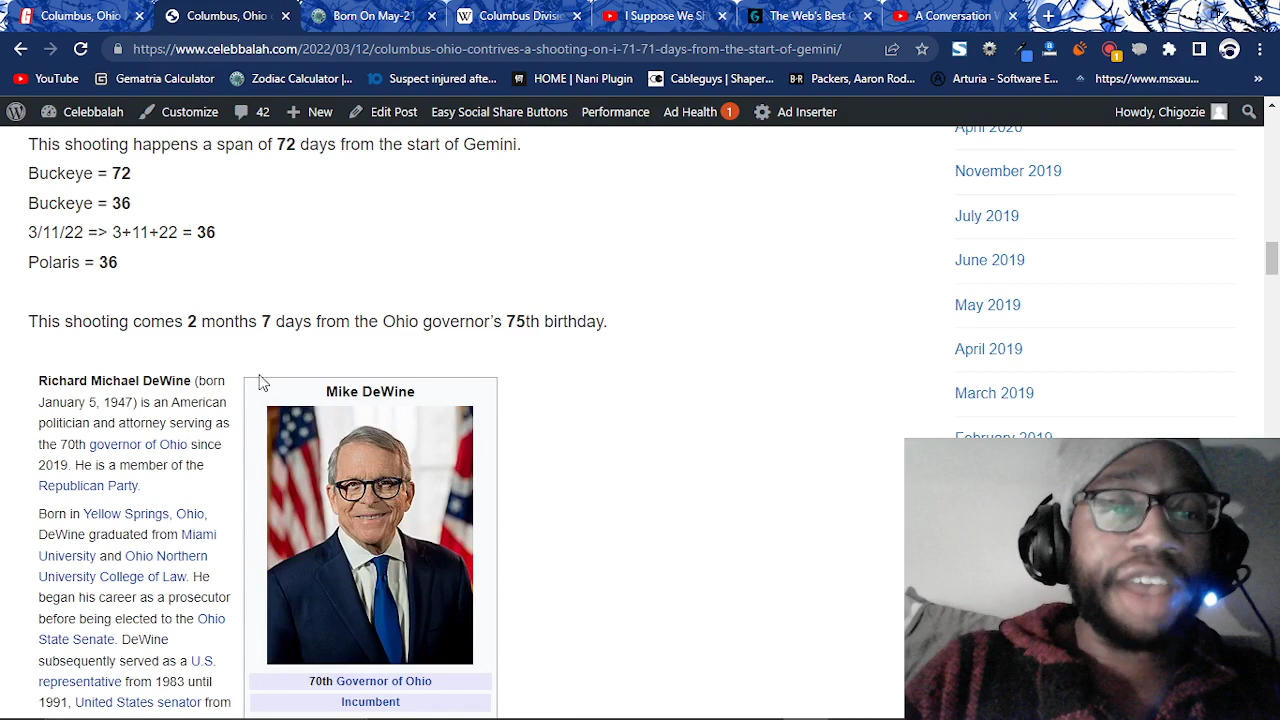 Columbus, Ohio
Columbus, Ohio
Born On May-21
Columbus Divisi
I Suppose We Sh
The Web's Best
A Conversation
https://www.celebbalah.com/2022/03/12/columbus-ohio-contrives-a-shooting-on-i-71-71-days-from-the-start-of-gemini/
YouTube
Gematria Calculator
Zodiac Calculator |...
Suspect injured afte...
HOME | Nani Plugin
Cableguys | Shaper...
Packers, Aaron Rod...
Arturia - Software E...
https://www.msxau...
»
Celebbalah
Customize
42
New
Edit Post
Easy Social Share Buttons
Performance
Ad Health 1
Ad Inserter
Howdy, Chigozie
This shooting happens a span of 72 days from the start of Gemini.
Buckeye = 72
Buckeye = 36
3/11/22 => 3+11+22 = 36
Polaris = 36
This shooting comes 2 months 7 days from the Ohio governor's 75th birthday.
Richard Michael DeWine (born
January 5, 1947) is an American
politician and attorney serving as
the 70th governor of Ohio since
2019. He is a member of the
Republican Party.
Born in Yellow Springs, Ohio,
DeWine graduated from Miami
University and Ohio Northern
University College of Law. He
began his career as a prosecutor
before being elected to the Ohio
State Senate. DeWine
subsequently served as a U.S.
representative from 1983 until
1991, United States senator from
Mike DeWine
70th Governor of Ohio
Incumbent
April 2020
November 2019
July 2019
June 2019
May 2019
April 2019
March 2019
February 2019